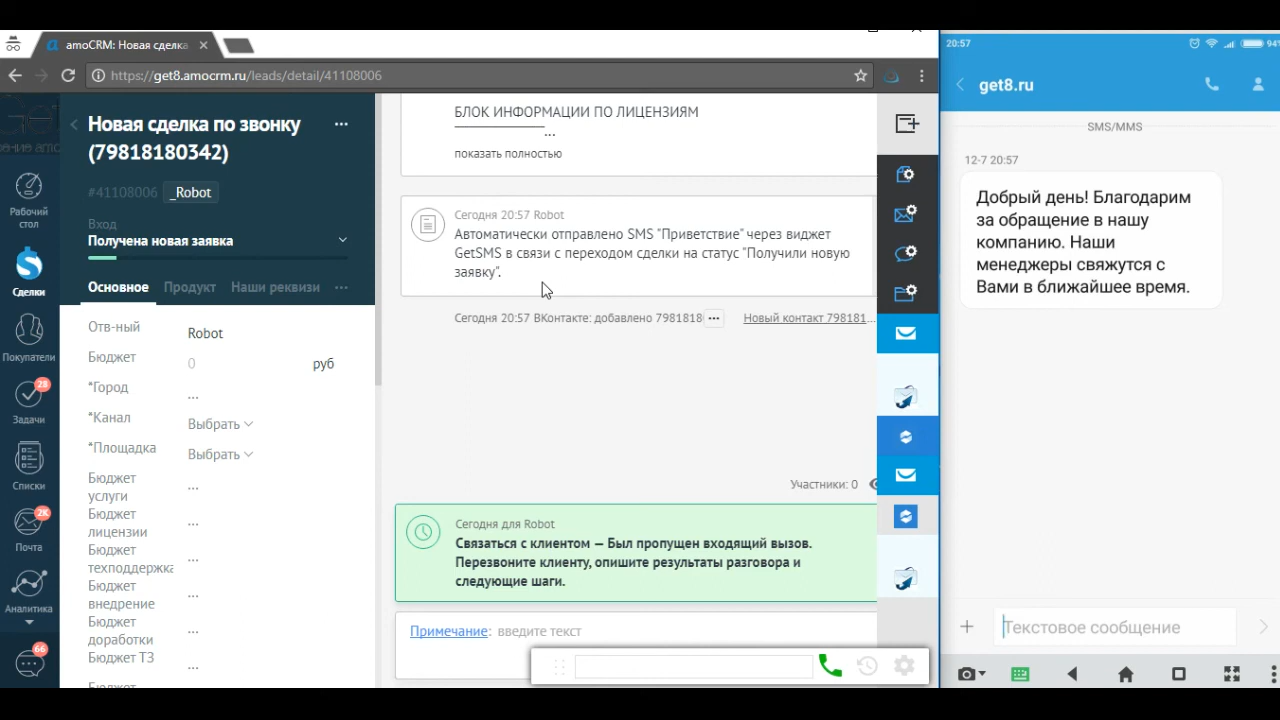 amoCRM: Новая сделка
https://get8.amocrm.ru/leads/detail/41108006
Новая сделка по звонку
(79818180342)
#41108006 _Robot
Вход
Получена новая заявка
Основное Продукт Наши реквизи
Отв-ный Robot
Бюджет 0 руб
*Город ...
*Канал Выбрать
*Площадка Выбрать
Бюджет
услуги ...
Бюджет
лицензии ...
Бюджет
техподдержка ...
Бюджет
внедрение ...
Бюджет
доработки ...
Бюджет ТЗ ...
Рабочий
стол
Сделки
Покупатели
28
Задачи
Списки
2K
Почта
Аналитика
66
БЛОК ИНФОРМАЦИИ ПО ЛИЦЕНЗИЯМ
...
показать полностью
Сегодня 20:57 Robot
Автоматически отправлено SMS "Приветствие" через виджет
GetSMS в связи с переходом сделки на статус "Получили новую
заявку".
Сегодня 20:57 ВКонтакте: добавлено 7981818 ... Новый контакт 798181...
Участники: 0
Сегодня для Robot
Связаться с клиентом — Был пропущен входящий вызов.
Перезвоните клиенту, опишите результаты разговора и
следующие шаги.
Примечание: введите текст
20:57 94%
get8.ru
SMS/MMS
12-7 20:57
Добрый день! Благодарим
за обращение в нашу
компанию. Наши
менеджеры свяжутся с
Вами в ближайшее время.
Текстовое сообщение